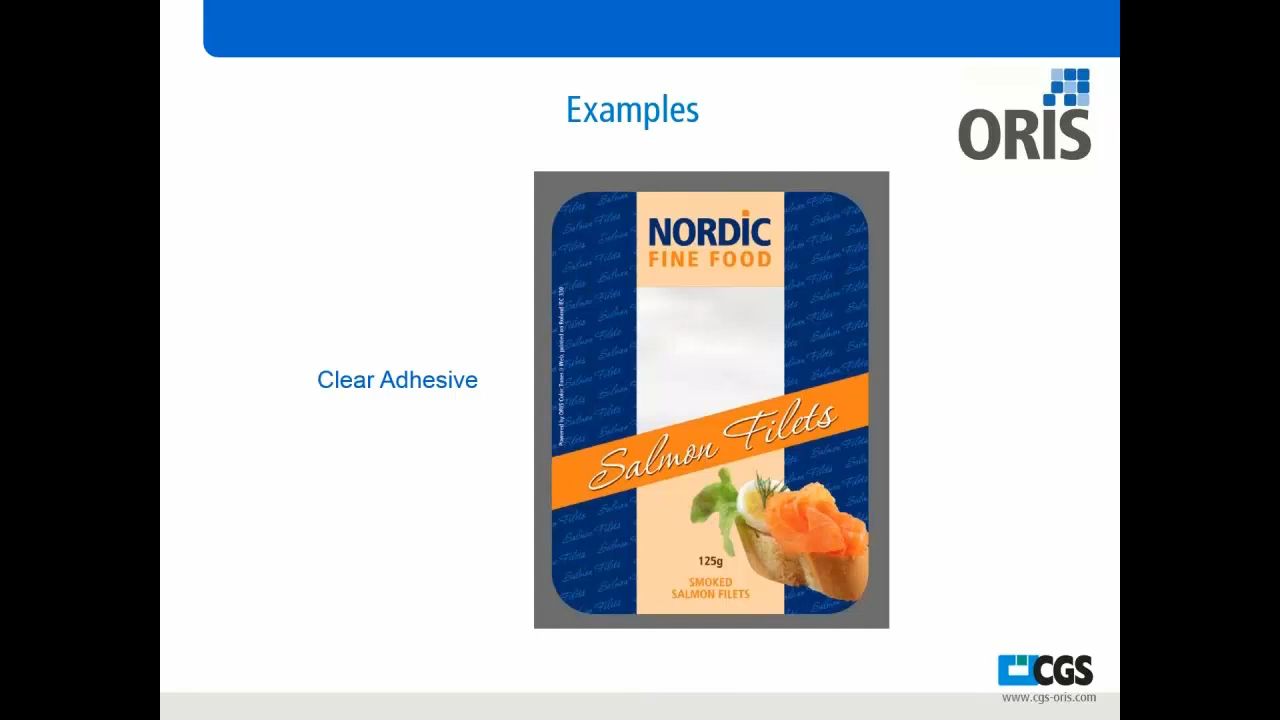 Examples
ORIS
Clear Adhesive
NORDIC
FINE FOOD
Salmon Filets
125g
SMOKED
SALMON FILETS
CGS
www.cgs-oris.com